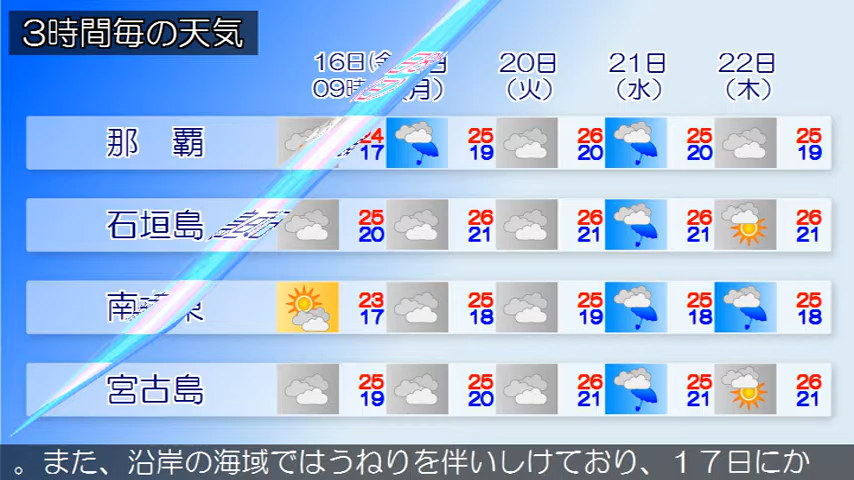 3時間毎の天気
16日 20日 21日 22日
09時 (月) (火) (水) (木)
那 覇 24 17 25 19 26 20 25 20 25 19
石垣島 25 20 26 21 26 21 26 21 26 21
南 東 23 17 25 18 25 19 25 18 25 18
宮古島 25 19 25 20 26 21 25 21 26 21
。また、沿岸の海域ではうねりを伴いしけており、17日にか